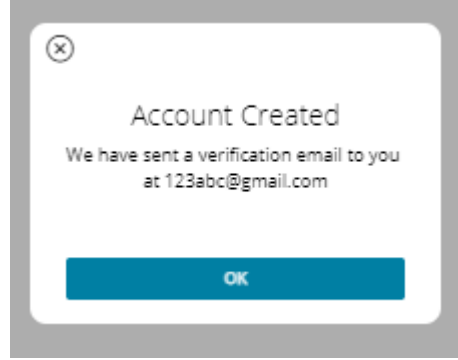 Account Created
We have sent a verification email to you
at 123abc@gmail.com
OK